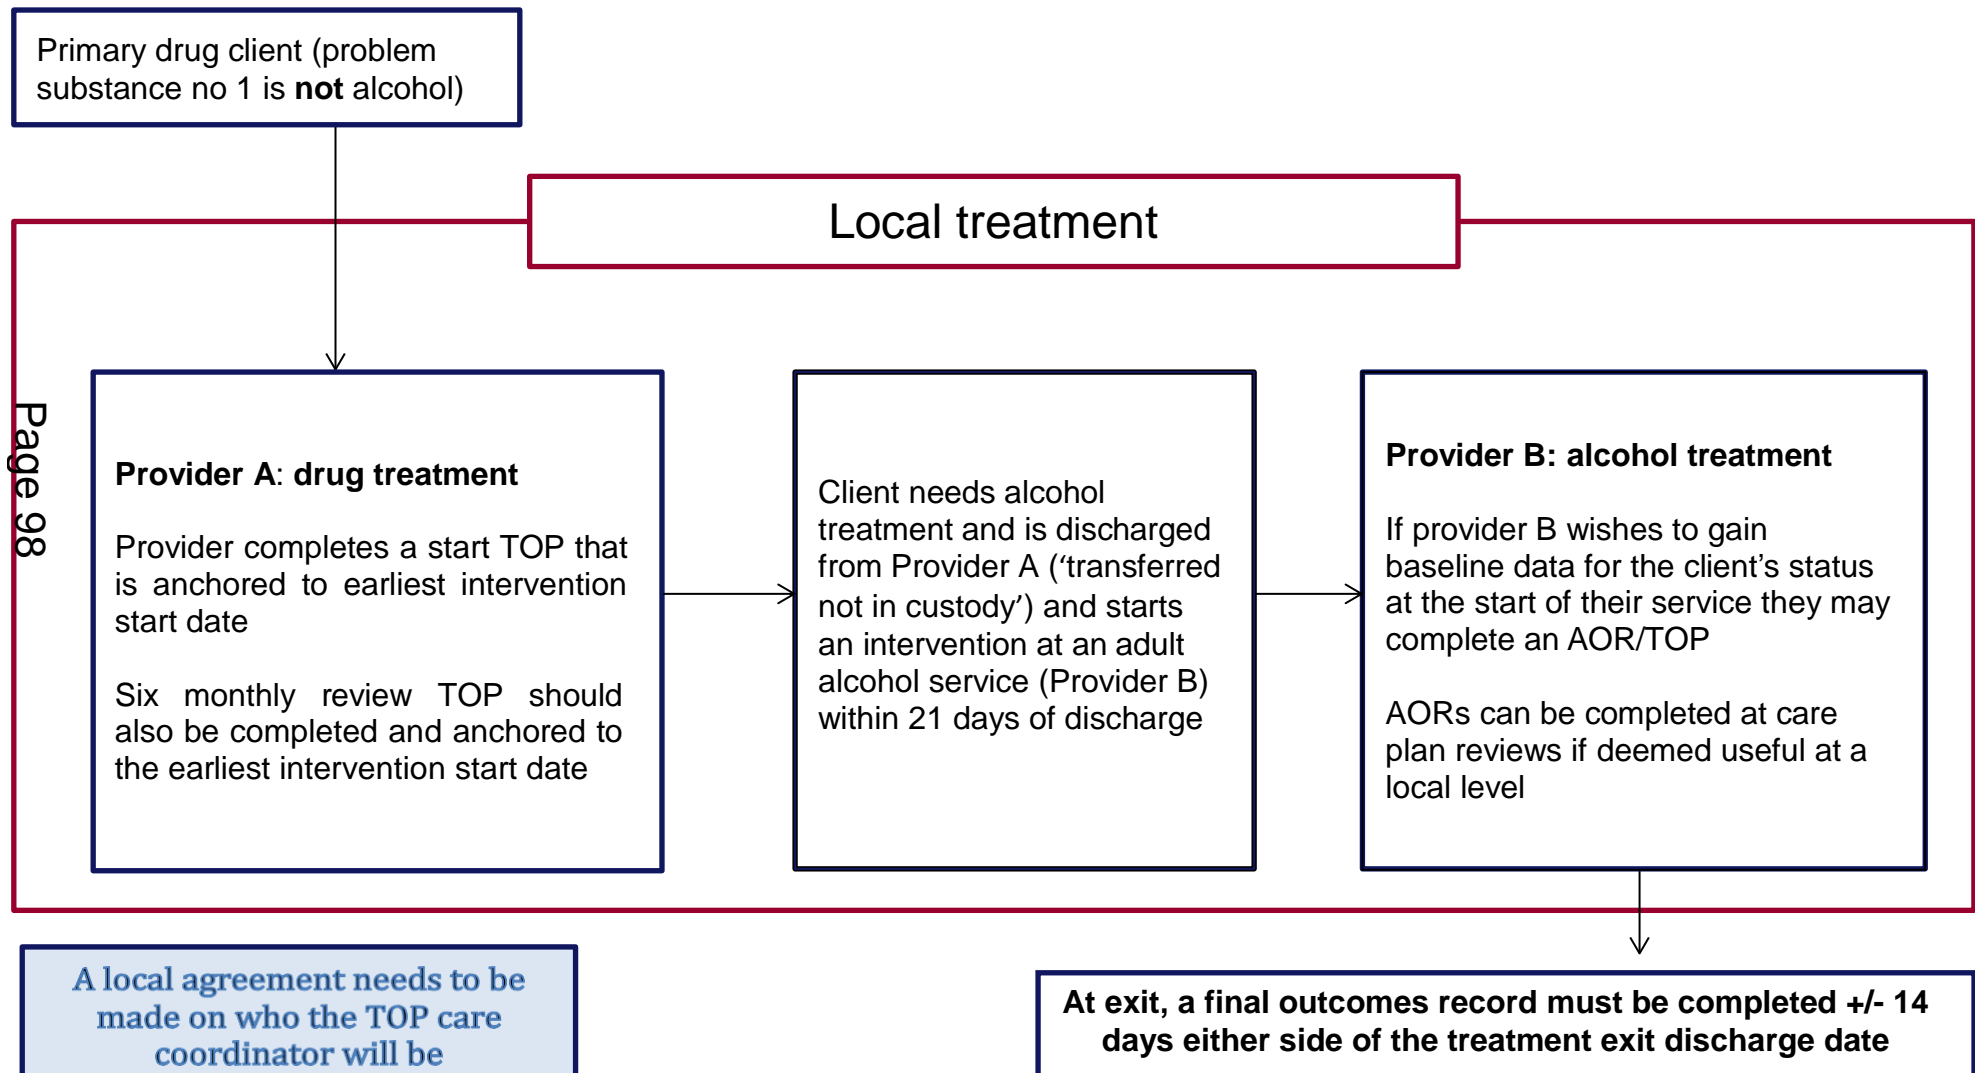 Primary drug client (problem
substance no 1 is not alcohol)
Local treatment
Page 98
Provider A: drug treatment
Provider completes a start TOP that
is anchored to earliest intervention
start date
Six monthly review TOP should
also be completed and anchored to
the earliest intervention start date
Client needs alcohol
treatment and is discharged
from Provider A (‘transferred
not in custody’) and starts
an intervention at an adult
alcohol service (Provider B)
within 21 days of discharge
Provider B: alcohol treatment
If provider B wishes to gain
baseline data for the client’s status
at the start of their service they may
complete an AOR/TOP
AORs can be completed at care
plan reviews if deemed useful at a
local level
A local agreement needs to be
made on who the TOP care
coordinator will be
At exit, a final outcomes record must be completed +/- 14
days either side of the treatment exit discharge date